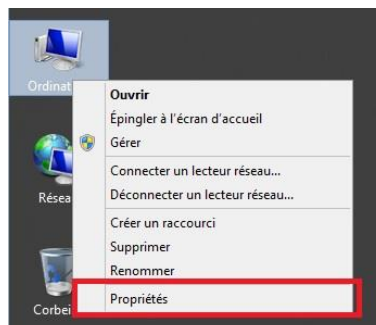 Ordinat
Ouvrir
Épingler à l'écran d'accueil
Gérer
Connecter un lecteur réseau...
Déconnecter un lecteur réseau...
Résea
Créer un raccourci
Supprimer
Renommer
Propriétés
Corbei